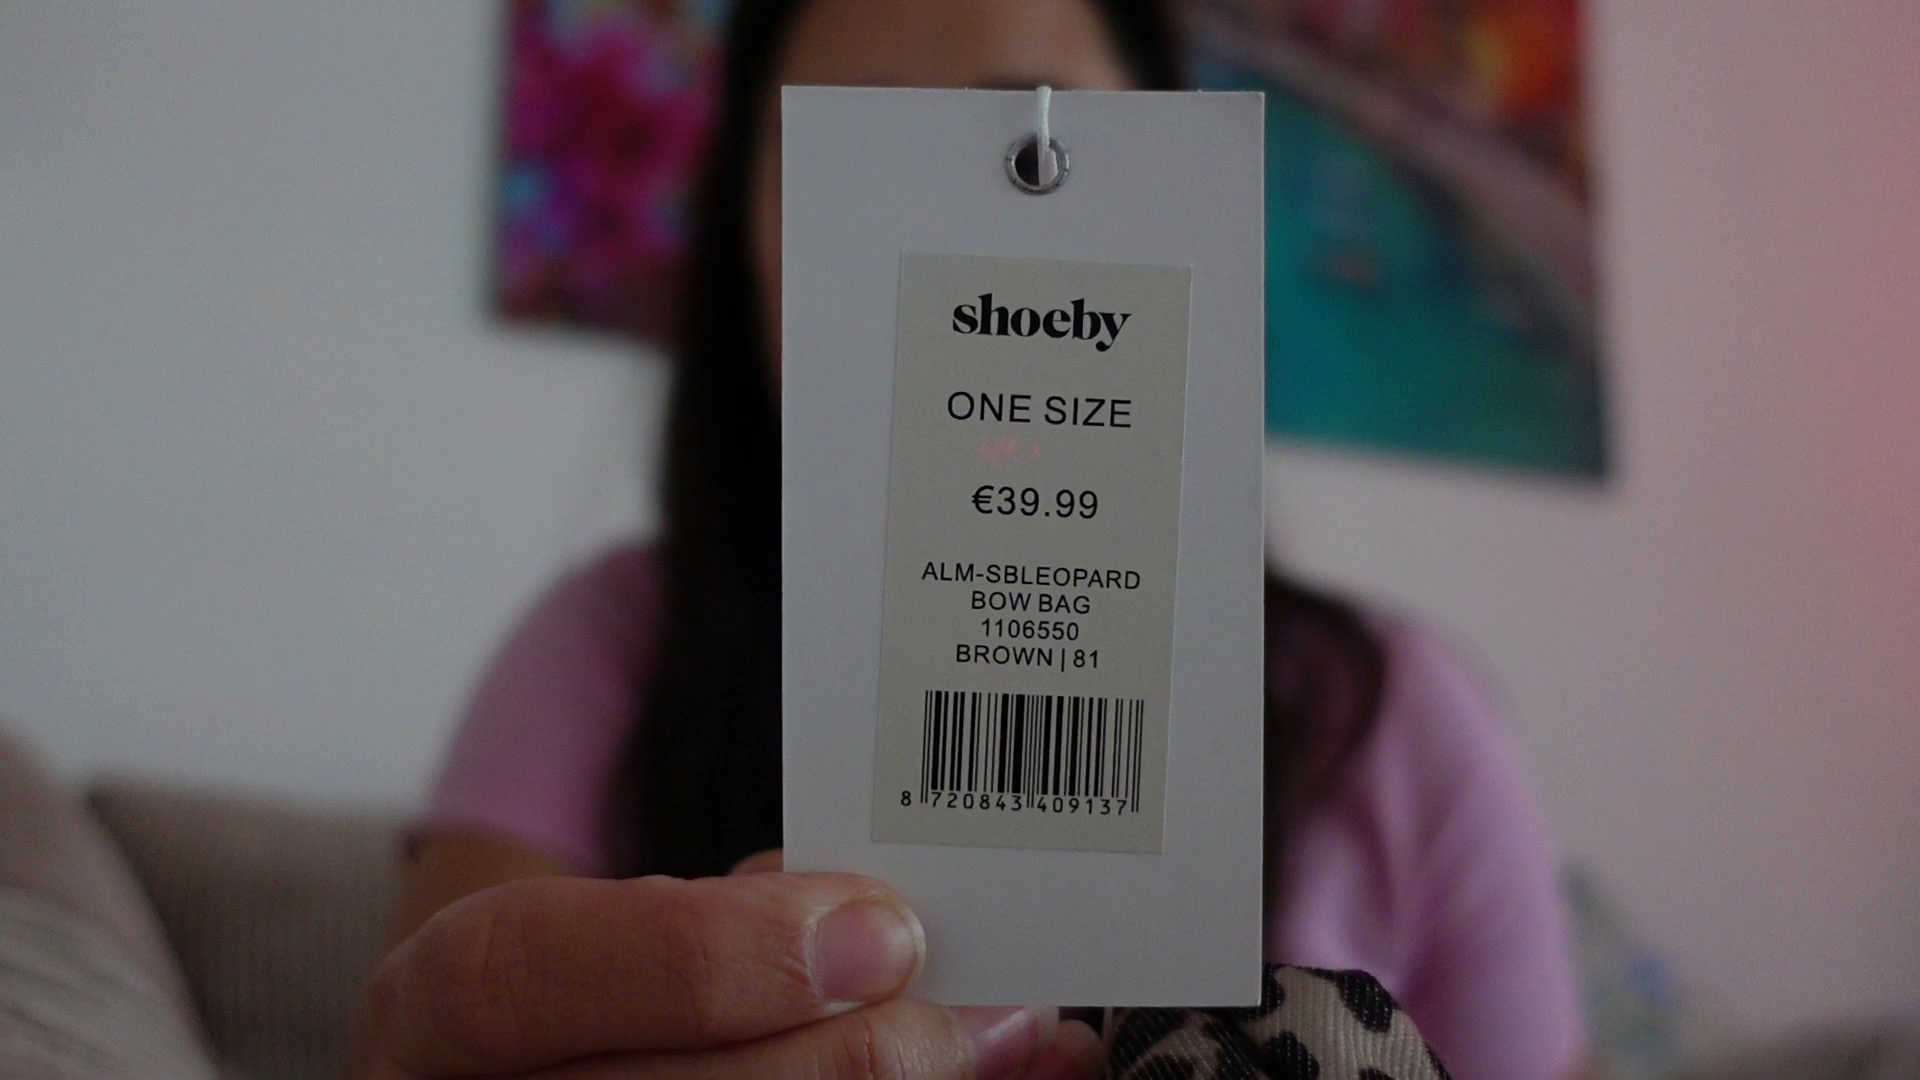 shoeby
ONE SIZE
€39.99
ALM-SBLEOPARD
BOW BAG
1106550
BROWN | 81
8 720843 409137